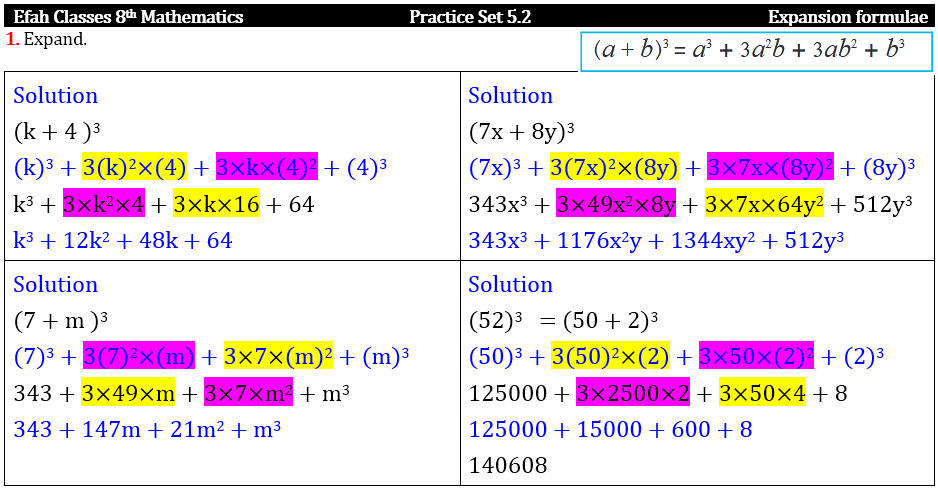 Efah Classes 8th Mathematics Practice Set 5.2 Expansion formulae
1. Expand.
(a + b)³ = a³ + 3a²b + 3ab² + b³
Solution
(k + 4 )³
(k)³ + 3(k)²×(4) + 3×k×(4)² + (4)³
k³ + 3×k²×4 + 3×k×16 + 64
k³ + 12k² + 48k + 64
Solution
(7x + 8y)³
(7x)³ + 3(7x)²×(8y) + 3×7x×(8y)² + (8y)³
343x³ + 3×49x²×8y + 3×7x×64y² + 512y³
343x³ + 1176x²y + 1344xy² + 512y³
Solution
(7 + m )³
(7)³ + 3(7)²×(m) + 3×7×(m)² + (m)³
343 + 3×49×m + 3×7×m² + m³
343 + 147m + 21m² + m³
Solution
(52)³ = (50 + 2)³
(50)³ + 3(50)²×(2) + 3×50×(2)² + (2)³
125000 + 3×2500×2 + 3×50×4 + 8
125000 + 15000 + 600 + 8
140608